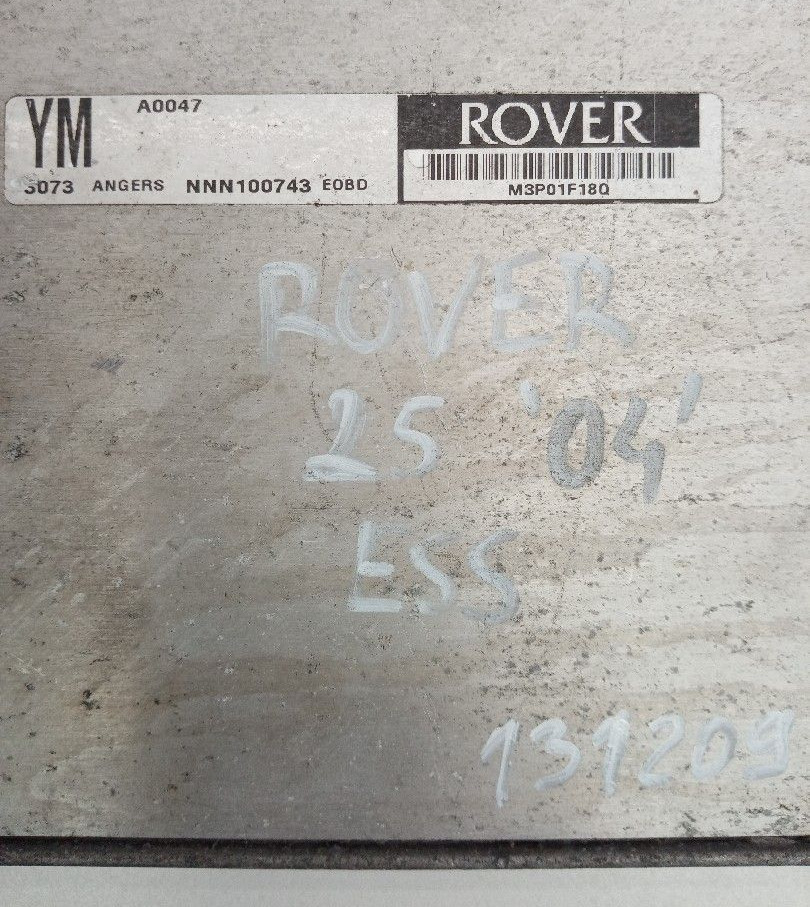 YM A0047
5073 ANGERS NNN100743 EOBD
ROVER
M3P01F18Q
ROVER
25 '04'
ESS
131209